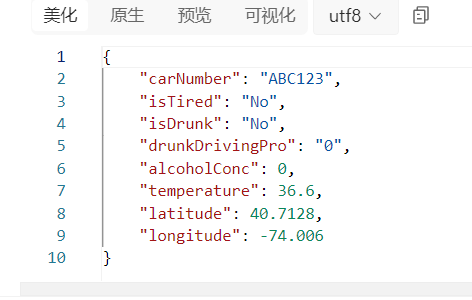 美化 原生 预览 可视化 utf8
1 {
2 "carNumber": "ABC123",
3 "isTired": "No",
4 "isDrunk": "No",
5 "drunkDrivingPro": "0",
6 "alcoholConc": 0,
7 "temperature": 36.6,
8 "latitude": 40.7128,
9 "longitude": -74.006
10 }